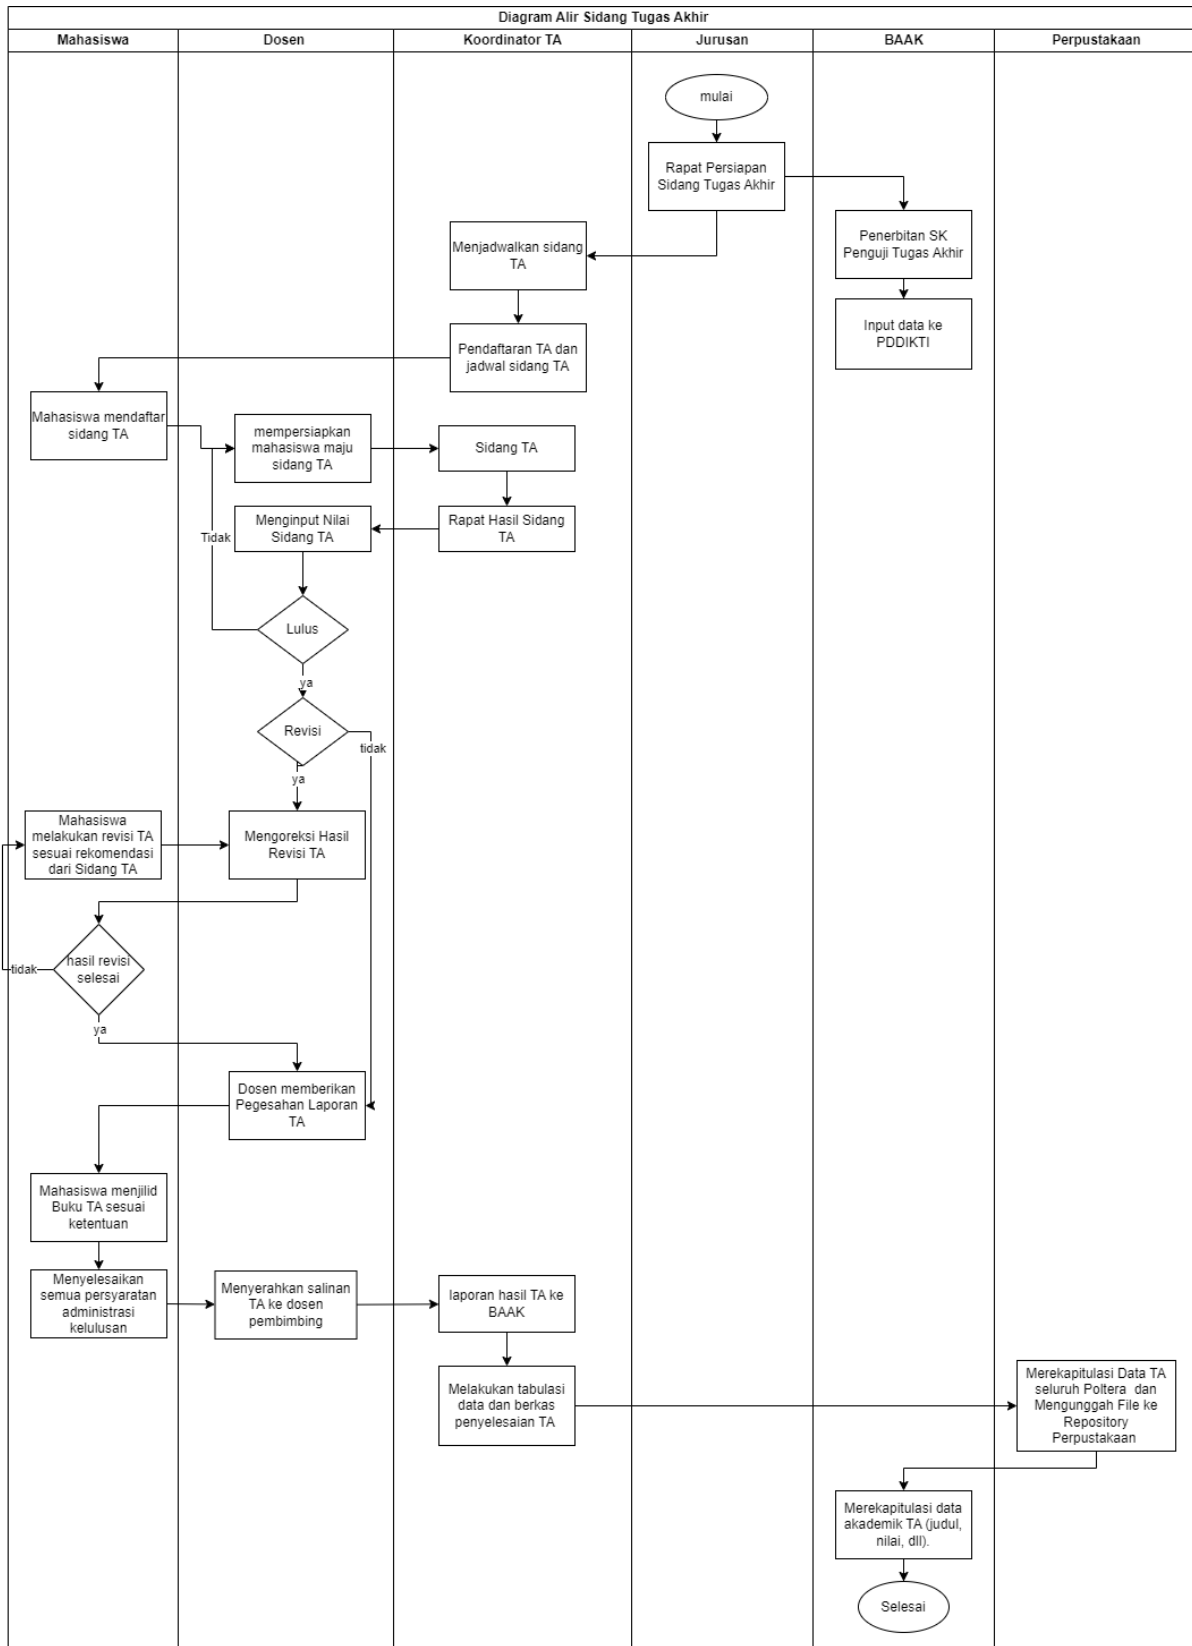 Diagram Alir Sidang Tugas Akhir
Mahasiswa
Dosen
Koordinator TA
Jurusan
BAAK
Perpustakaan
mulai
Rapat Persiapan
Sidang Tugas Akhir
Penerbitan SK
Penguji Tugas Akhir
Menjadwalkan sidang
TA
Input data ke
PDDIKTI
Pendaftaran TA dan
jadwal sidang TA
Mahasiswa mendaftar
sidang TA
mempersiapkan
mahasiswa maju
sidang TA
Sidang TA
Rapat Hasil Sidang
TA
Menginput Nilai
Sidang TA
Tidak
Lulus
ya
Revisi
tidak
ya
Mahasiswa
melakukan revisi TA
sesuai rekomendasi
dari Sidang TA
Mengoreksi Hasil
Revisi TA
hasil revisi
selesai
tidak
ya
Dosen memberikan
Pegesahan Laporan
TA
Mahasiswa menjilid
Buku TA sesuai
ketentuan
Menyelesaikan
semua persyaratan
administrasi
kelulusan
Menyerahkan salinan
TA ke dosen
pembimbing
laporan hasil TA ke
BAAK
Melakukan tabulasi
data dan berkas
penyelesaian TA
Merekapitulasi Data TA
seluruh Poltera  dan
Mengunggah File ke
Repository
Perpustakaan
Merekapitulasi data
akademik TA (judul,
nilai, dll).
Selesai